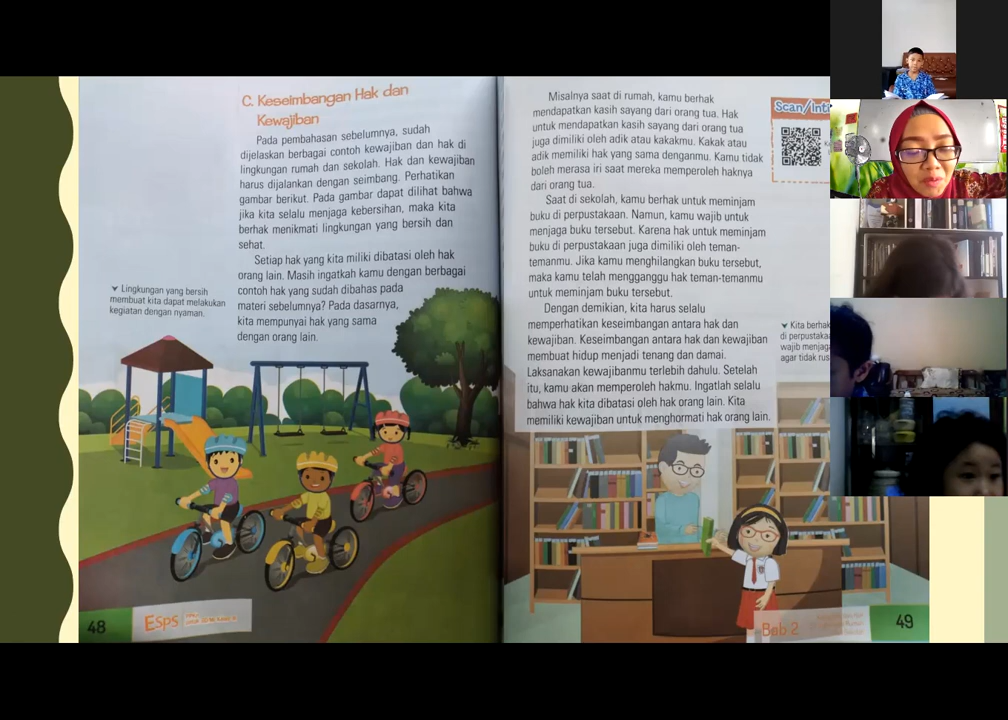 C. Keseimbangan Hak dan
Kewajiban
Pada pembahasan sebelumnya, sudah
dijelaskan berbagai contoh kewajiban dan hak di
lingkungan rumah dan sekolah. Hak dan kewajiban
harus dijalankan dengan seimbang. Perhatikan
gambar berikut. Pada gambar dapat dilihat bahwa
jika kita selalu menjaga kebersihan, maka kita
berhak menikmati lingkungan yang bersih dan
sehat.
Setiap hak yang kita miliki dibatasi oleh hak
orang lain. Masih ingatkah kamu dengan berbagai
contoh hak yang sudah dibahas pada
materi sebelumnya? Pada dasarnya,
kita mempunyai hak yang sama
dengan orang lain.
Lingkungan yang bersih
membuat kita dapat melakukan
kegiatan dengan nyaman.
48
ESPS
Misalnya saat di rumah, kamu berhak
mendapatkan kasih sayang dari orang tua. Hak
untuk mendapatkan kasih sayang dari orang tua
juga dimiliki oleh adik atau kakakmu. Kakak atau
adik memiliki hak yang sama denganmu. Kamu tidak
boleh merasa iri saat mereka memperoleh haknya
dari orang tua.
Saat di sekolah, kamu berhak untuk meminjam
buku di perpustakaan. Namun, kamu wajib untuk
menjaga buku tersebut. Karena hak untuk meminjam
buku di perpustakaan juga dimiliki oleh teman-
temanmu. Jika kamu menghilangkan buku tersebut,
maka kamu telah mengganggu hak teman-temanmu
untuk meminjam buku tersebut.
Dengan demikian, kita harus selalu
memperhatikan keseimbangan antara hak dan
kewajiban. Keseimbangan antara hak dan kewajiban
membuat hidup menjadi tenang dan damai.
Laksanakan kewajibanmu terlebih dahulu. Setelah
itu, kamu akan memperoleh hakmu. Ingatlah selalu
bahwa hak kita dibatasi oleh hak orang lain. Kita
memiliki kewajiban untuk menghormati hak orang lain.
Scan/Inti
Kita berhak
di perpustakaan
wajib menjag
agar tidak rus
Bab 2
49